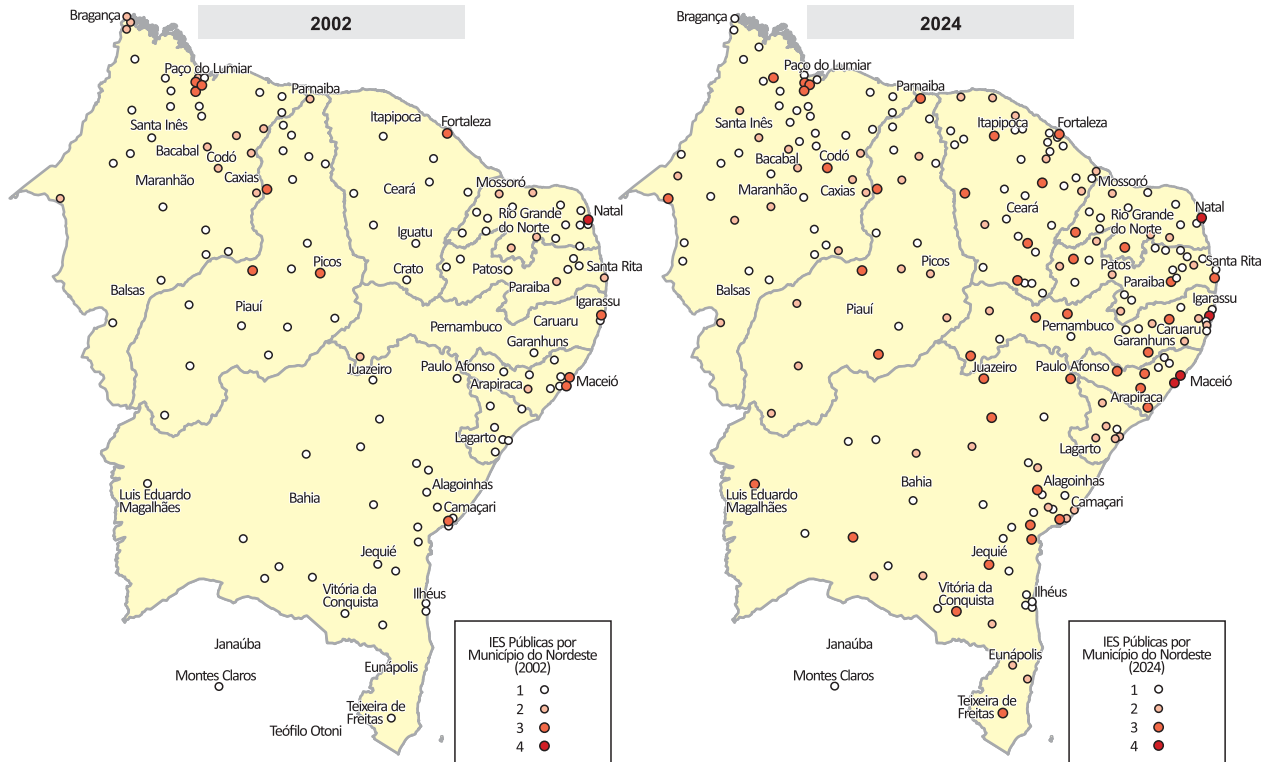 2002
Bragança
Paço do Lumiar
Parnaiba
Itapipoca
Fortaleza
Santa Inês
Bacabal
Codó
Caxias
Maranhão
Ceará
Mossoró
Rio Grande
do Norte
Natal
Iguatu
Crato
Picos
Patos
Santa Rita
Paraiba
Balsas
Piauí
Igarassu
Pernambuco
Caruaru
Garanhuns
Juazeiro
Paulo Afonso
Arapiraca
Maceió
Lagarto
Luis Eduardo
Magalhães
Bahia
Alagoinhas
Camaçari
Jequié
Vitória da
Conquista
Ilhéus
Janaúba
Montes Claros
Eunápolis
Teixeira de
Freitas
Teófilo Otoni
IES Públicas por
Município do Nordeste
(2002)
1
2
3
4
2024
Bragança
Paço do Lumiar
Parnaiba
Itapipoca
Fortaleza
Santa Inês
Bacabal
Codó
Caxias
Maranhão
Ceará
Mossoró
Rio Grande
do Norte
Natal
Picos
Patos
Santa Rita
Paraiba
Balsas
Piauí
Igarassu
Pernambuco
Caruaru
Garanhuns
Juazeiro
Paulo Afonso
Arapiraca
Maceió
Lagarto
Luis Eduardo
Magalhães
Bahia
Alagoinhas
Camaçari
Jequié
Vitória da
Conquista
Ilhéus
Janaúba
Montes Claros
Eunápolis
Teixeira de
Freitas
IES Públicas por
Município do Nordeste
(2024)
1
2
3
4